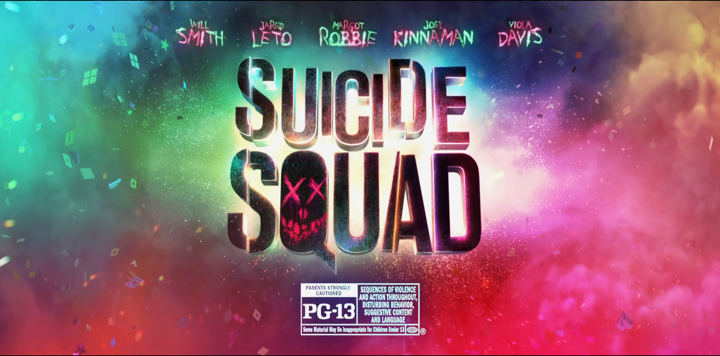 WILL JARED MARGOT JOEL VIOLA
SMITH LETO ROBBIE KINNAMAN DAVIS
SUICIDE
SQUAD
PARENTS STRONGLY CAUTIONED
PG-13
SEQUENCES OF VIOLENCE
AND ACTION THROUGHOUT,
DISTURBING BEHAVIOR,
SUGGESTIVE CONTENT
AND LANGUAGE
Some Material May Be Inappropriate for Children Under 13
®